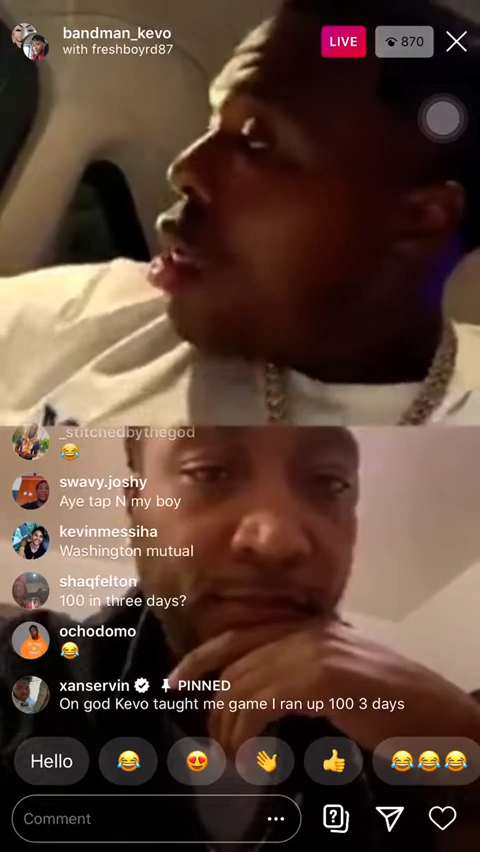 bandman_kevo
with freshboyrd87
LIVE
870
_stitchedbythegod
😂
swavy.joshy
Aye tap N my boy
kevinmessiha
Washington mutual
shaqfelton
100 in three days?
ochodomo
😂
xanservin PINNED
On god Kevo taught me game I ran up 100 3 days
Hello 😂 😍 👋 👍 😂😂😂
Comment